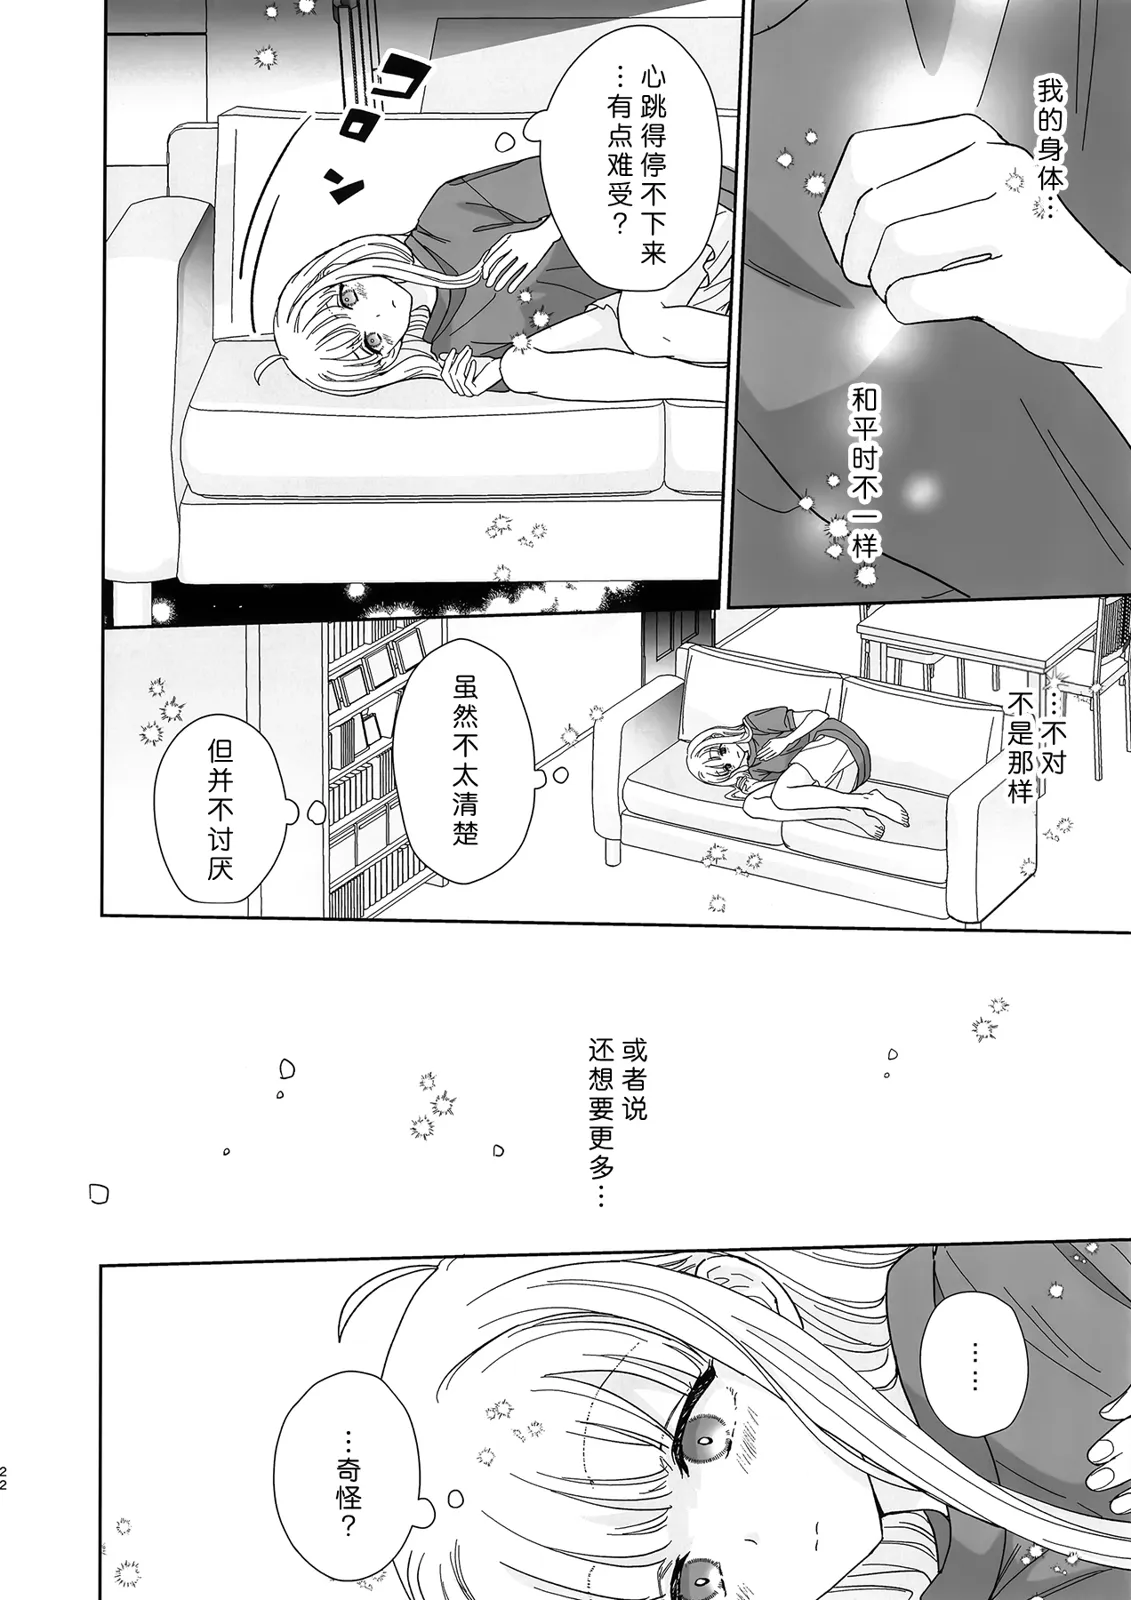 我的身体…
和平时不一样
心跳得停不下来
…有点难受？
ゴロン
…不对
不是那样
虽然不太清楚
但并不讨厌
或者说
还想要更多…
……
…奇怪？
22